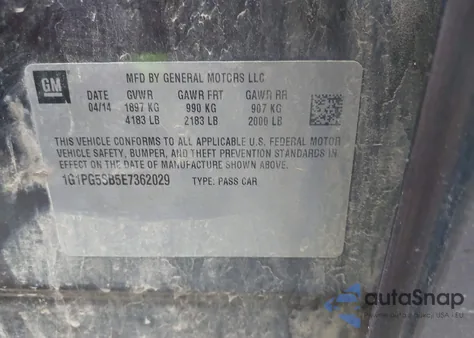 GM
MFD BY GENERAL MOTORS LLC
DATE GVWR GAWR FRT GAWR RR
04/14 1897 KG 990 KG 907 KG
4183 LB 2183 LB 2000 LB
THIS VEHICLE CONFORMS TO ALL APPLICABLE U.S. FEDERAL MOTOR
VEHICLE SAFETY, BUMPER, AND THEFT PREVENTION STANDARDS IN
EFFECT ON THE DATE OF MANUFACTURE SHOWN ABOVE.
1G1PG5SB5E7362029 TYPE: PASS CAR
autoSnap